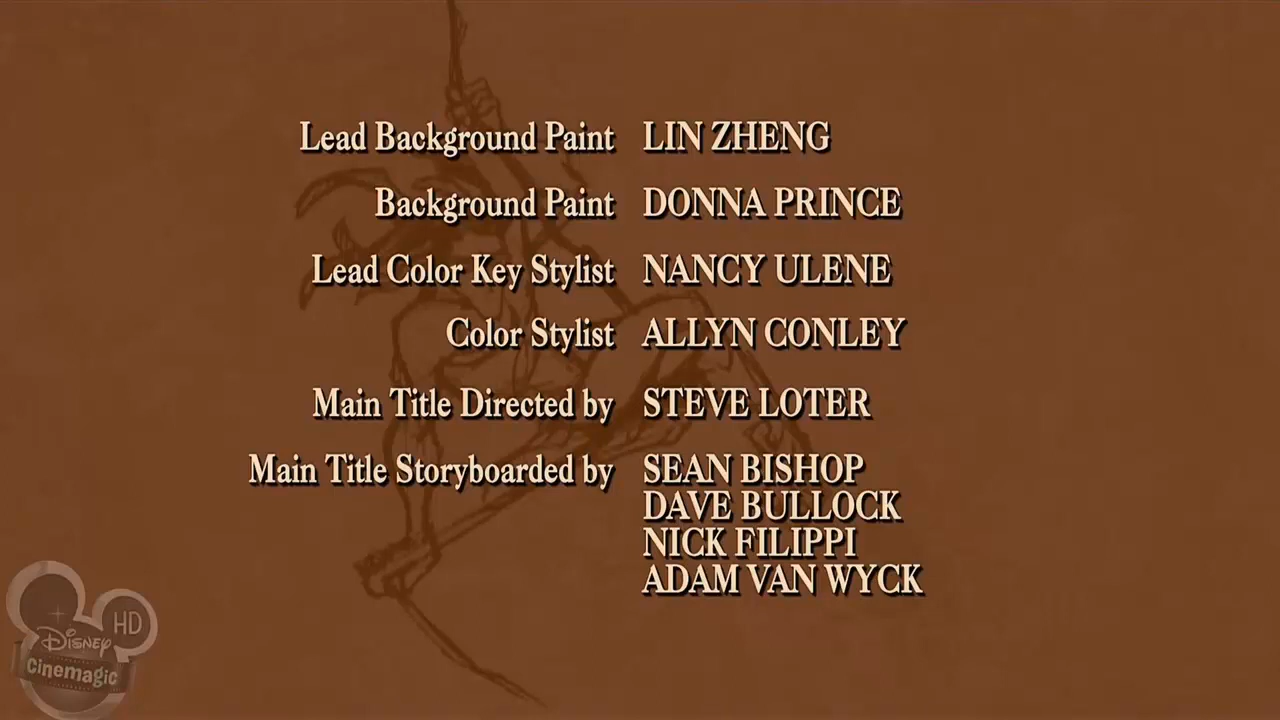 Lead Background Paint LIN ZHENG
Background Paint DONNA PRINCE
Lead Color Key Stylist NANCY ULENE
Color Stylist ALLYN CONLEY
Main Title Directed by STEVE LOTER
Main Title Storyboarded by SEAN BISHOP
DAVE BULLOCK
NICK FILIPPI
ADAM VAN WYCK
HD
Disney
Cinemagic